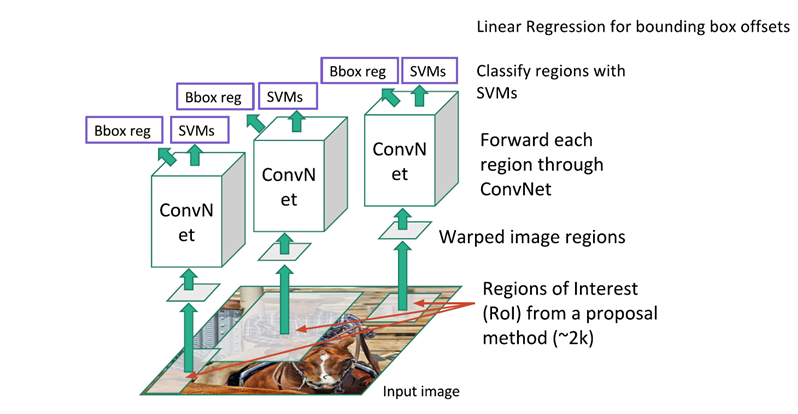 Linear Regression for bounding box offsets
Bbox reg
SVMs
Classify regions with
SVMs
Bbox reg
SVMs
Bbox reg
SVMs
ConvN
et
Forward each
region through
ConvNet
ConvN
et
ConvN
et
Warped image regions
Regions of Interest
(RoI) from a proposal
method (~2k)
Input image